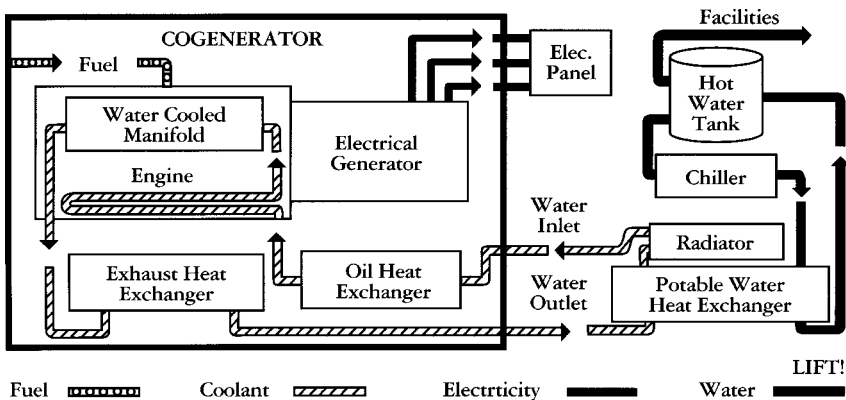 Facilities
COGENERATOR
Fuel
Elec.
Panel
Hot
Water
Tank
Water Cooled
Manifold
Electrical
Generator
Engine
Chiller
Water
Inlet
Radiator
Exhaust Heat
Exchanger
Oil Heat
Exchanger
Water
Outlet
Potable Water
Heat Exchanger
LIFT!
Fuel
Coolant
Electrticity
Water